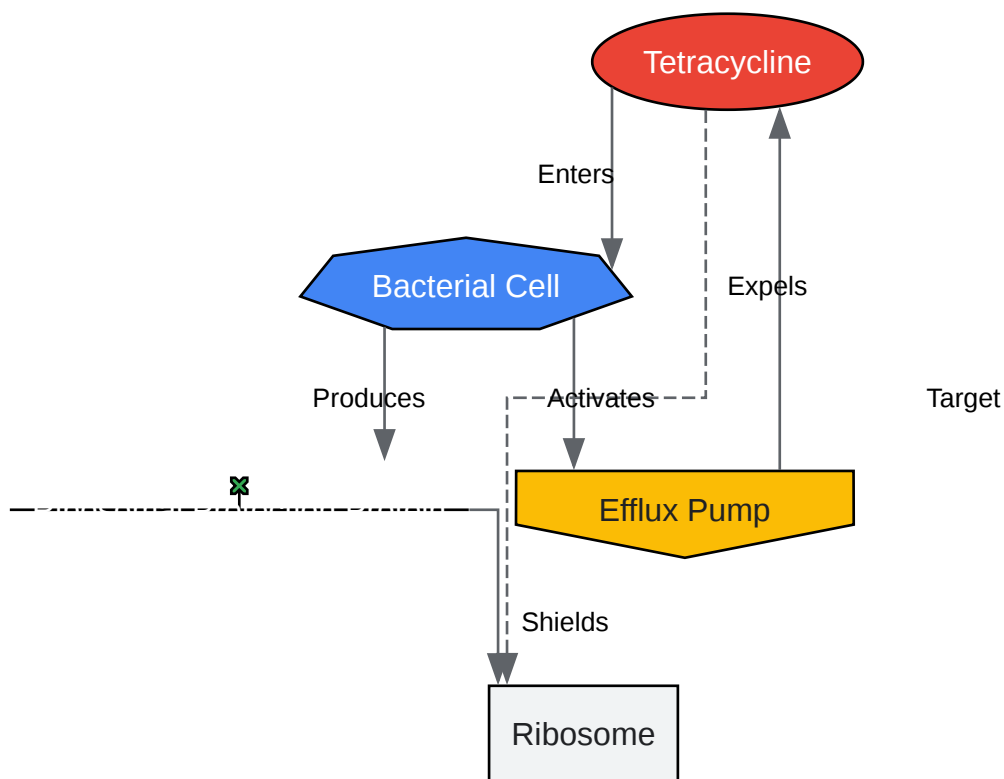 Tetracycline
Enters
Bacterial Cell
Expels
Produces
Activates
Target
Efflux Pump
Shields
Ribosome